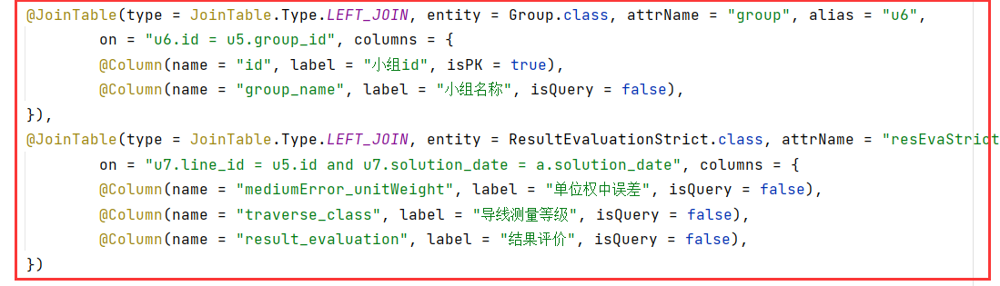 @JoinTable(type = JoinTable.Type.LEFT_JOIN, entity = Group.class, attrName = "group", alias = "u6",
on = "u6.id = u5.group_id", columns = {
@Column(name = "id", label = "小组id", isPK = true),
@Column(name = "group_name", label = "小组名称", isQuery = false),
}),
@JoinTable(type = JoinTable.Type.LEFT_JOIN, entity = ResultEvaluationStrict.class, attrName = "resEvaStrict
on = "u7.line_id = u5.id and u7.solution_date = a.solution_date", columns = {
@Column(name = "mediumError_unitWeight", label = "单位权中误差", isQuery = false),
@Column(name = "traverse_class", label = "导线测量等级", isQuery = false),
@Column(name = "result_evaluation", label = "结果评价", isQuery = false),
})